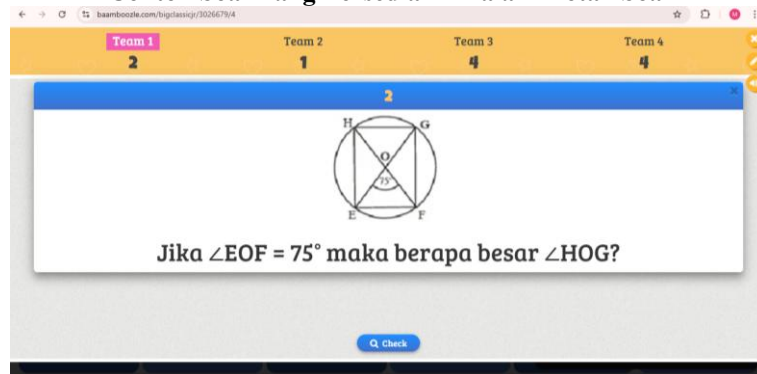 baamboozle.com/bigclassicjr/3026679/4
Team 1
Team 2
Team 3
Team 4
2
1
4
4
2
H
G
O
75°
E
F
Jika ∠EOF = 75° maka berapa besar ∠HOG?
Check